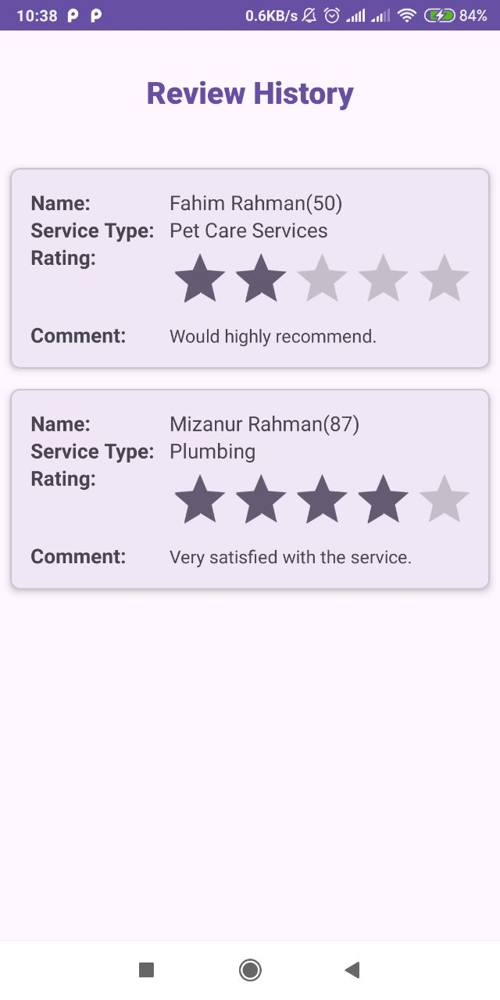 10:38 P P 0.6KB/s 84%
Review History
Name: Fahim Rahman(50)
Service Type: Pet Care Services
Rating:
Comment: Would highly recommend.
Name: Mizanur Rahman(87)
Service Type: Plumbing
Rating:
Comment: Very satisfied with the service.